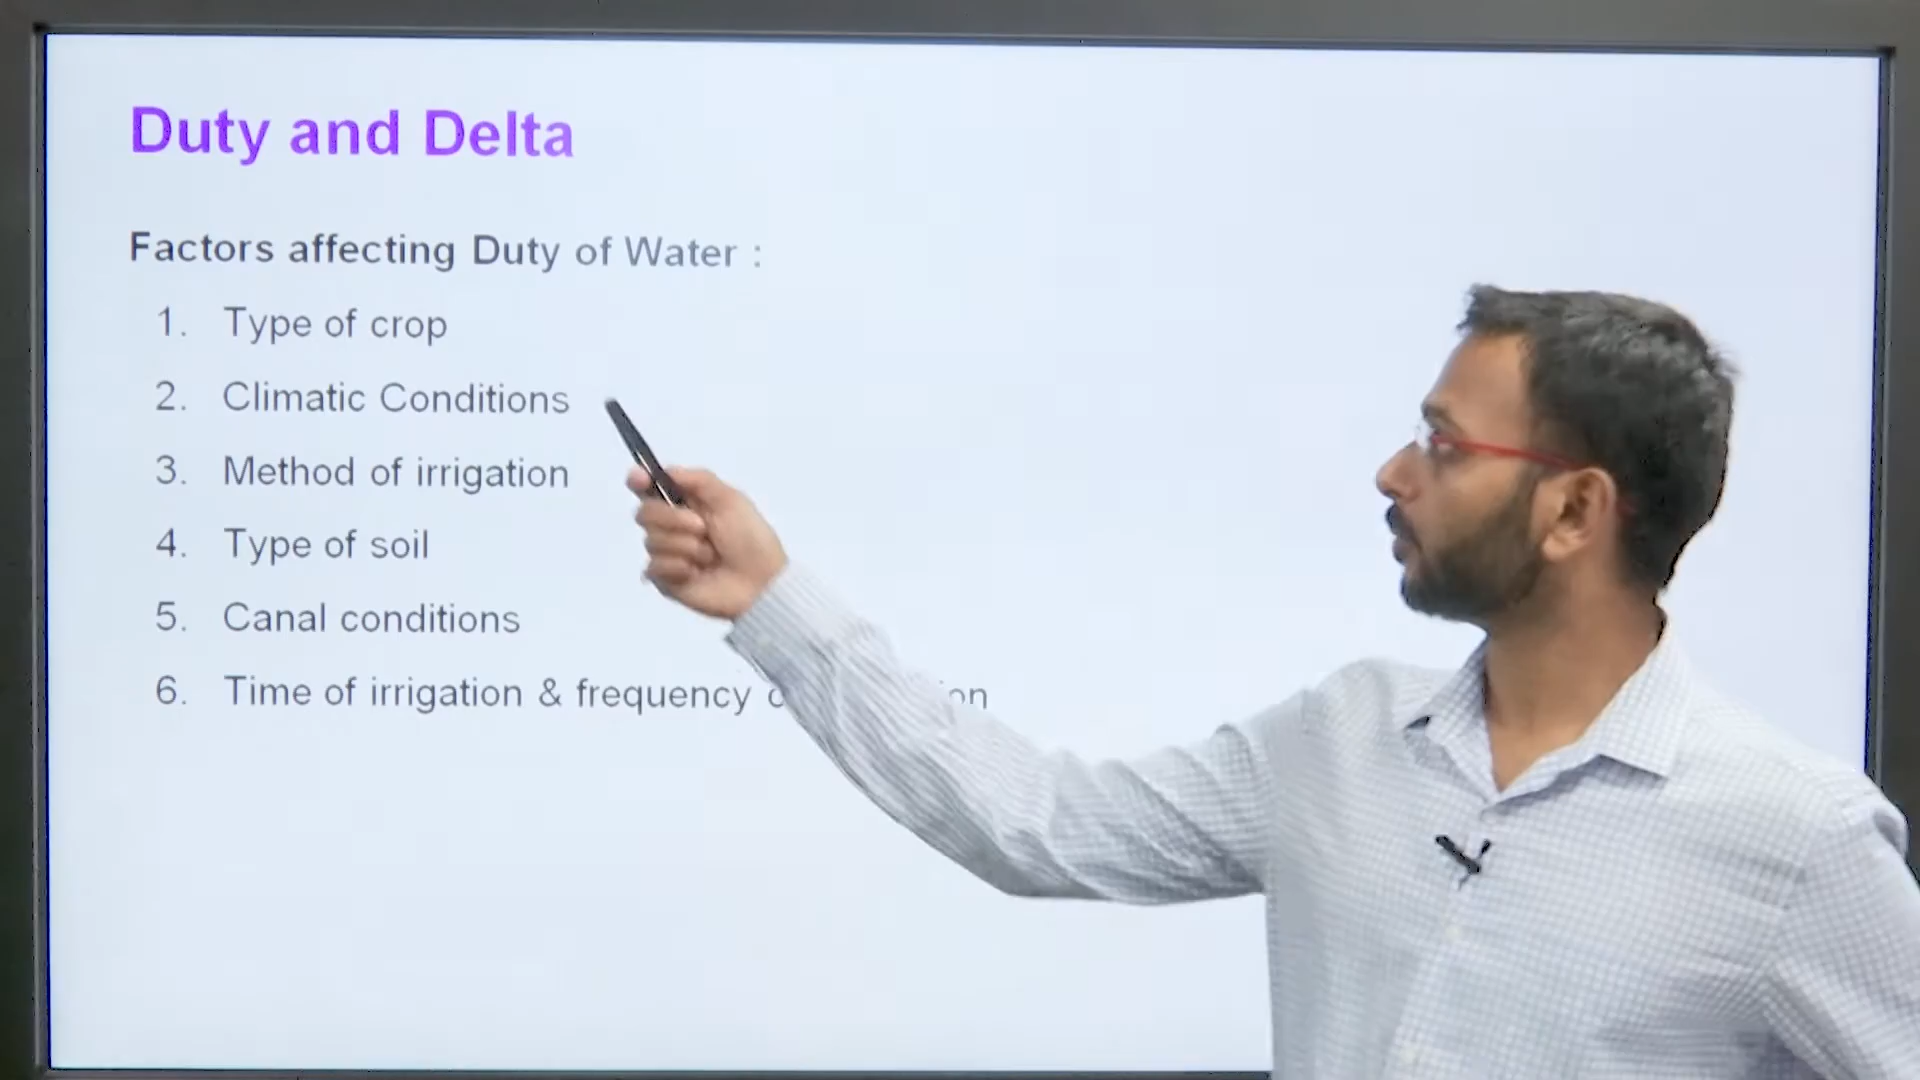 Duty and Delta
Factors affecting Duty of Water :
1. Type of crop
2. Climatic Conditions
3. Method of irrigation
4. Type of soil
5. Canal conditions
6. Time of irrigation & frequency